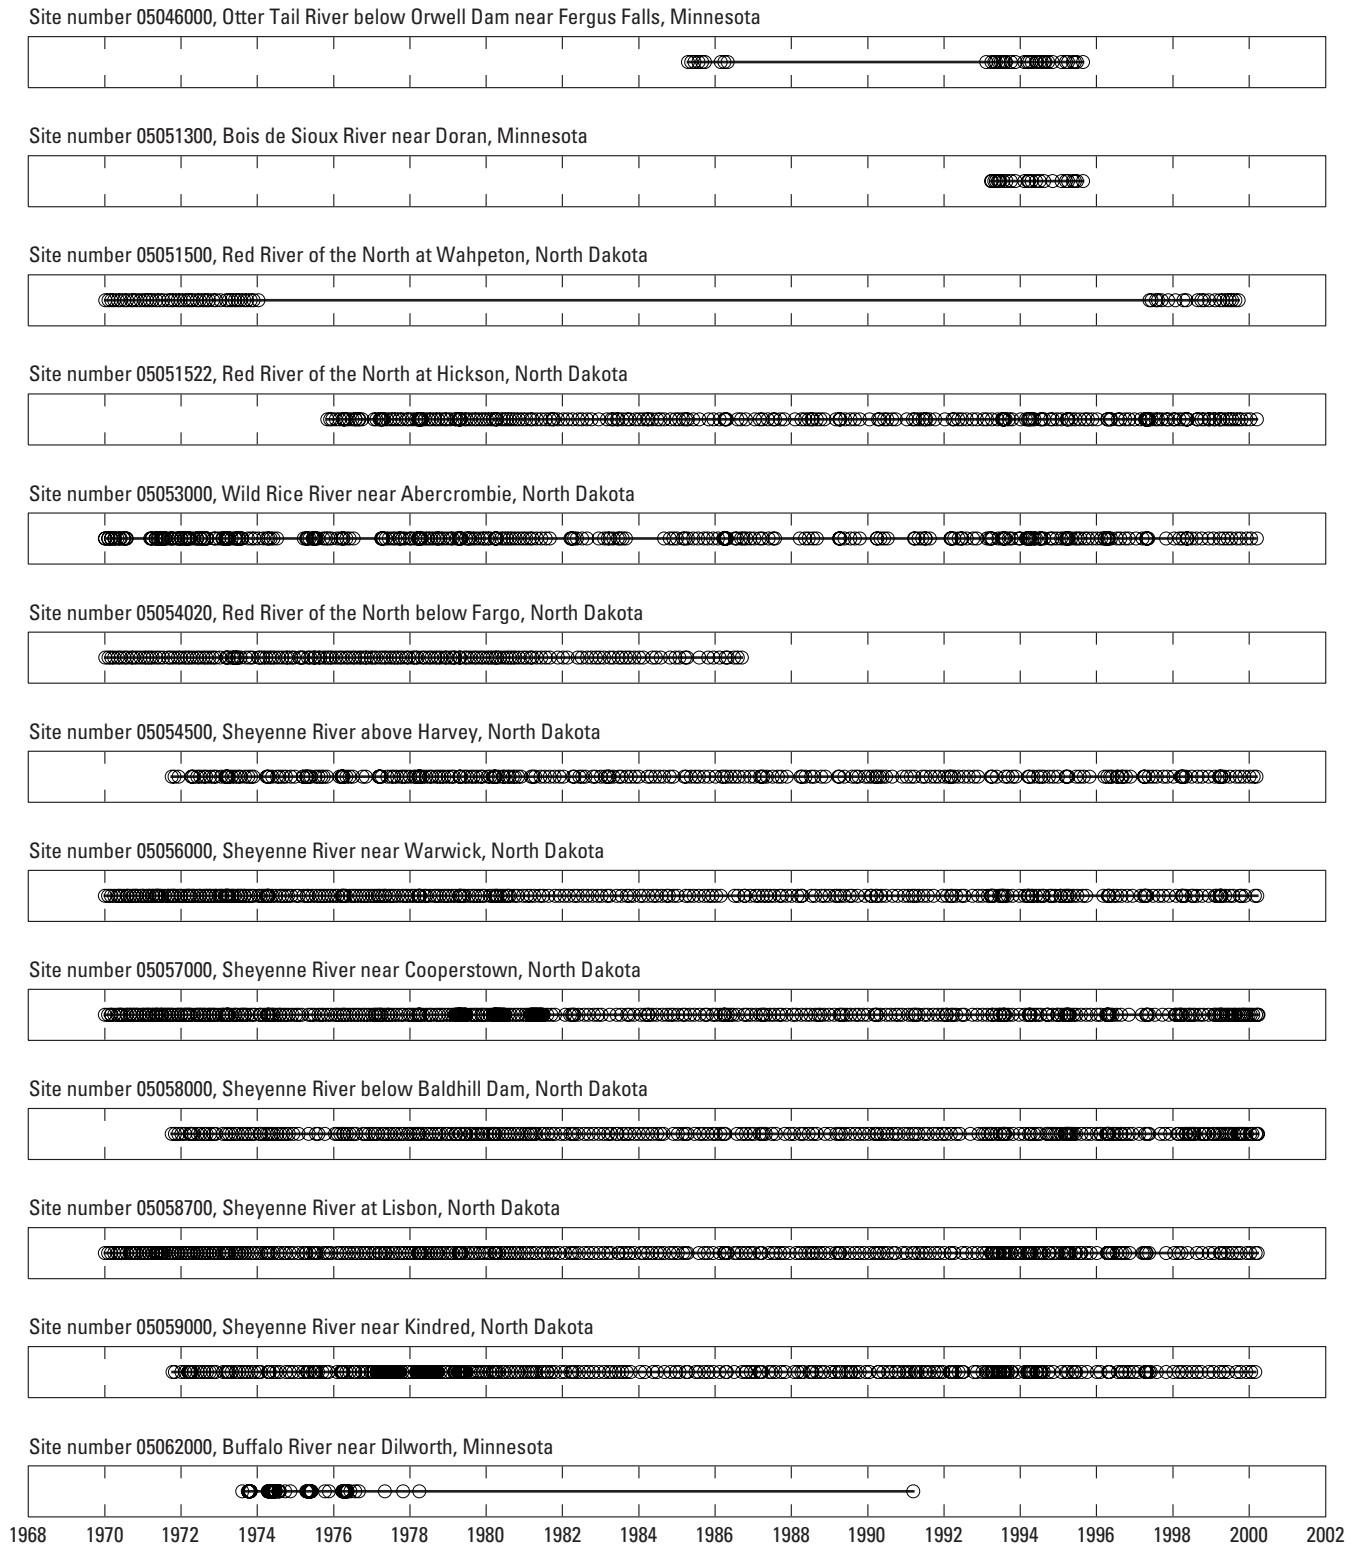 Site number 05046000, Otter Tail River below Orwell Dam near Fergus Falls, Minnesota
Site number 05051300, Bois de Sioux River near Doran, Minnesota
Site number 05051500, Red River of the North at Wahpeton, North Dakota
Site number 05051522, Red River of the North at Hickson, North Dakota
Site number 05053000, Wild Rice River near Abercrombie, North Dakota
Site number 05054020, Red River of the North below Fargo, North Dakota
Site number 05054500, Sheyenne River above Harvey, North Dakota
Site number 05056000, Sheyenne River near Warwick, North Dakota
Site number 05057000, Sheyenne River near Cooperstown, North Dakota
Site number 05058000, Sheyenne River below Baldhill Dam, North Dakota
Site number 05058700, Sheyenne River at Lisbon, North Dakota
Site number 05059000, Sheyenne River near Kindred, North Dakota
Site number 05062000, Buffalo River near Dilworth, Minnesota
1968 1970 1972 1974 1976 1978 1980 1982 1984 1986 1988 1990 1992 1994 1996 1998 2000 2002